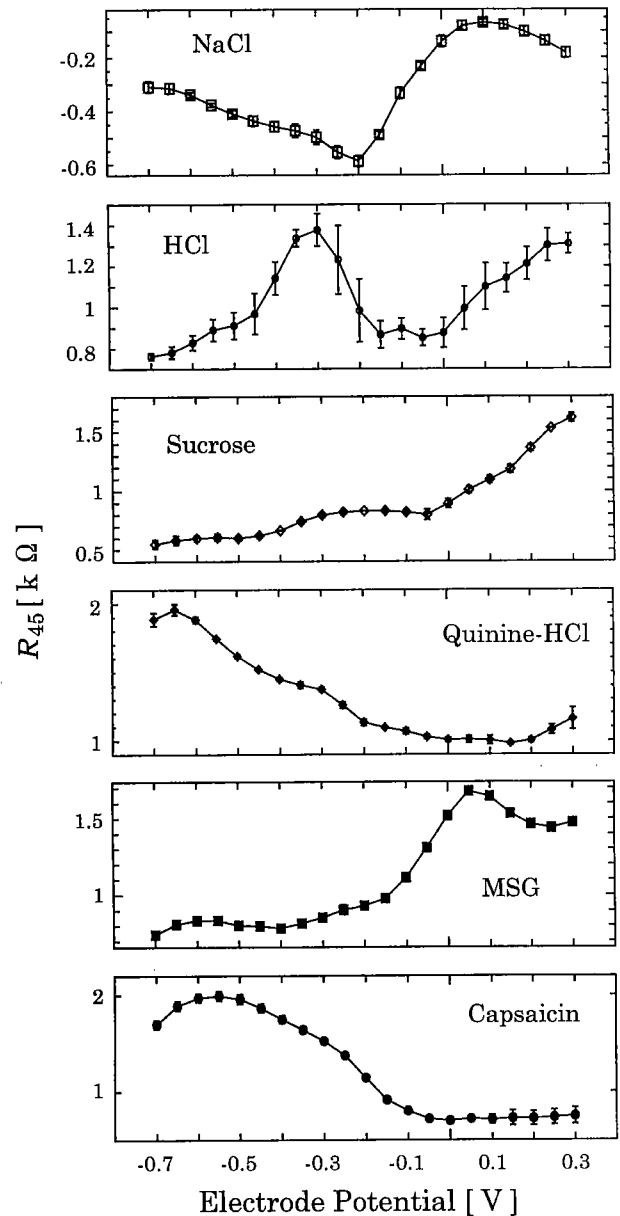 NaCl
-0.2
-0.4
-0.6
HCl
1.4
1.2
1
0.8
Sucrose
1.5
1
0.5
R45 [ k Ω ]
Quinine-HCl
2
1
MSG
1.5
1
Capsaicin
2
1
-0.7 -0.5 -0.3 -0.1 0.1 0.3
Electrode Potential [ V ]